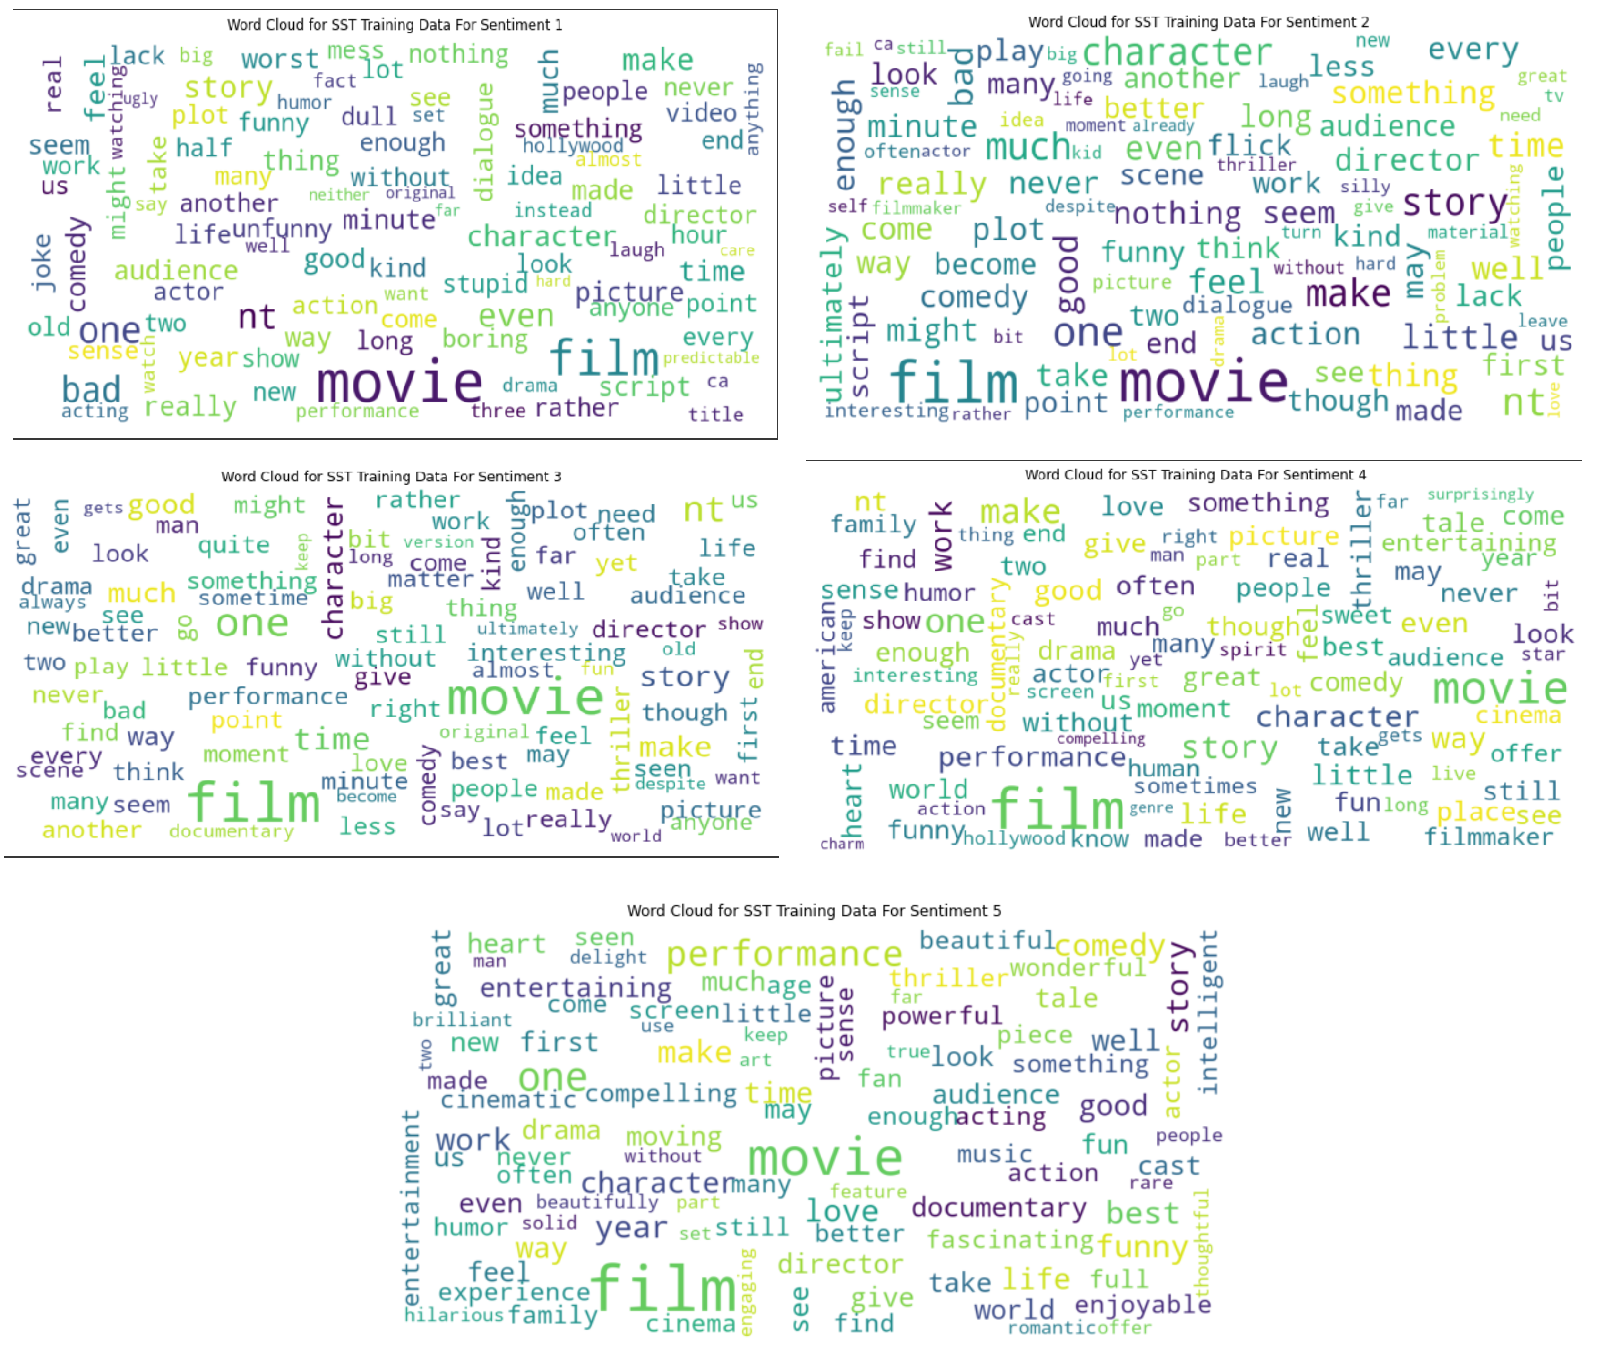 Word Cloud for SST Training Data For Sentiment 1
lack big worst mess nothing make
real feel watching ugly story fact lot much people never
plot humor see video anything
funny dull set dialogue something
seem half enough hollywood end
work take thing almost
us might many without idea made little
say another neither original instead director
life unfunny minute far character hour
joke comedy well laugh care
audience good kind look time
actor want stupid hard picture
action come even anyone point
old one two nt way long boring every
sense watch year show film predictable
bad new movie drama script ca
acting really performance three rather title
Word Cloud for SST Training Data For Sentiment 2
fail ca still bad play big character new every
look many going another laugh less great
sense life better something tv
enough minute idea moment already long audience need
often actor much kid even flick thriller director time
really never scene work silly watching people
self filmmaker despite nothing seem give story
ultimately come plot turn kind material
way become good funny think without hard may problem well
comedy picture feel make lack
script might bit one two dialogue action little leave us
lot end drama first
film take movie see thing nt love
interesting rather point performance though made
Word Cloud for SST Training Data For Sentiment 3
great even gets good might character rather enough plot need nt us
man work often
look quite keep bit version kind far yet life
long come
drama much something matter take
always sometime big well audience
new see go one thing
better still ultimately director show
two play little funny without interesting old
give almost fun story end
never performance movie
bad right thriller though first
find way point time original feel make
every moment love comedy best may seen
scene think minute despite want
many seem film become people made picture
say
another documentary less lot really world anyone
Word Cloud for SST Training Data For Sentiment 4
nt work make love something thriller far surprisingly
family thing end tale come
find give right picture entertaining
two man part real year
sense humor documentary good often people may never bit
american keep show one cast go though feel sweet even
much look
enough really drama yet many spirit best audience star
interesting actor first great lot comedy movie
director screen us
seem without moment character cinema
time compelling story take gets way offer
performance human
heart world sometimes little live still
action film genre life new fun long place see
funny hollywood know made better well filmmaker
charm
Word Cloud for SST Training Data For Sentiment 5
great heart seen performance beautiful comedy story intelligent
man delight thriller wonderful
entertaining much age picture sense far tale
come screen little powerful
brilliant use keep piece well
two new first make art true look something actor
made one fan
cinematic compelling time audience
entertainment may enough acting good
work drama moving fun people
us never without movie music cast
often action rare
character many feature
even beautifully part love documentary best thoughtful
humor solid year set still better
way fascinating funny
feel engaging director
experience film see give take life full
hilarious family world enjoyable
cinema find romantic offer